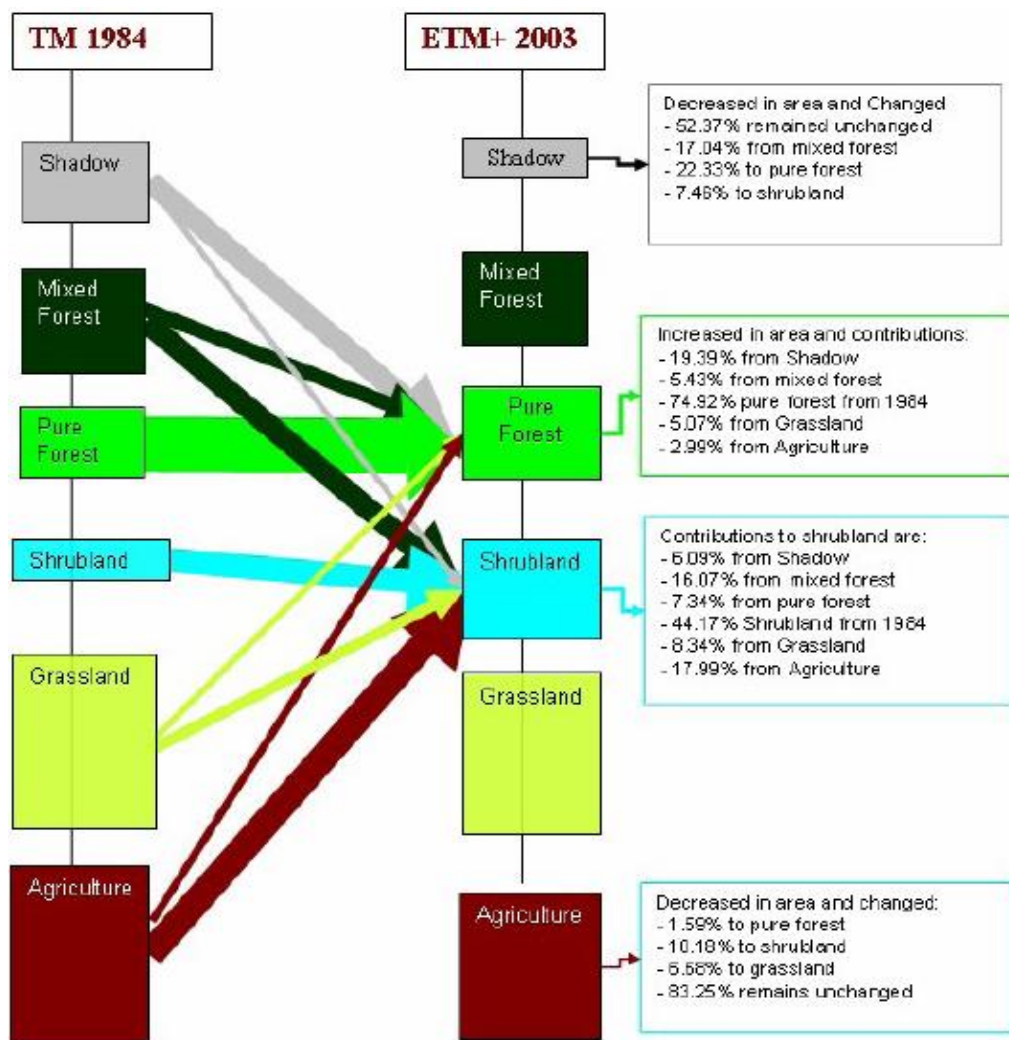 TM 1984
ETM+ 2003
Shadow
Mixed
Forest
Pure
Forest
Shrubland
Grassland
Agriculture
Shadow
Mixed
Forest
Pure
Forest
Shrubland
Grassland
Agriculture
Decreased in area and Changed
- 52.37% remained unchanged
- 17.04% from mixed forest
- 22.33% to pure forest
- 7.46% to shrubland
Increased in area and contributions:
- 19.39% from Shadow
- 5.43% from mixed forest
- 74.92% pure forest from 1984
- 5.07% from Grassland
- 2.99% from Agriculture
Contributions to shrubland are:
- 6.09% from Shadow
- 16.07% from mixed forest
- 7.34% from pure forest
- 44.17% Shrubland from 1984
- 8.34% from Grassland
- 17.99% from Agriculture
Decreased in area and changed:
- 1.59% to pure forest
- 10.18% to shrubland
to grassland
- 83.25% remains unchanged